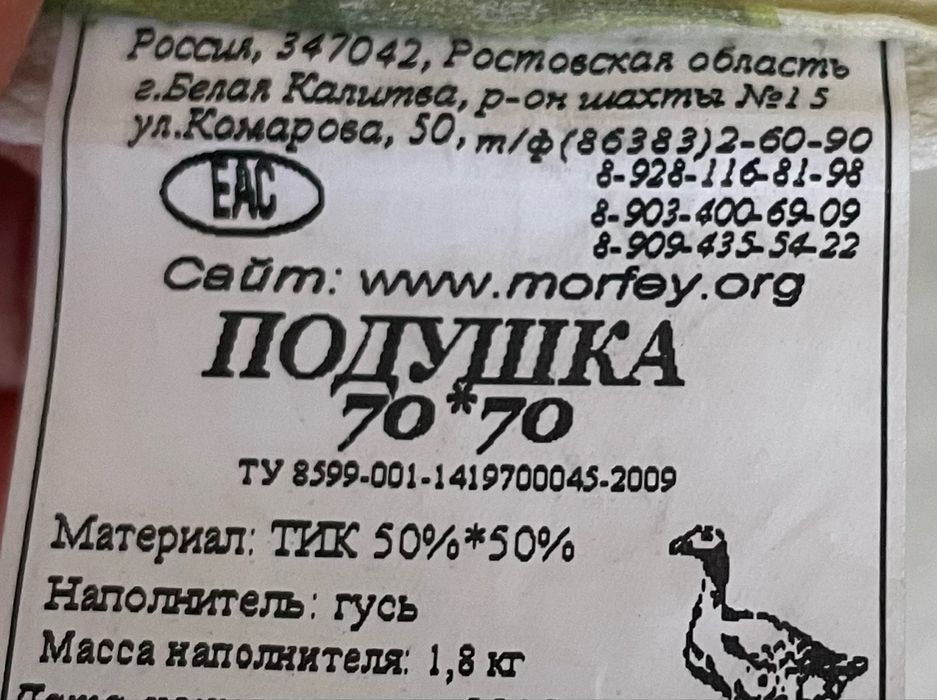 Россия, 347042, Ростовская область
г.Белая Калитва, р-он шахты №15
ул.Комарова, 50, т/ф(86383)2-60-90
8-928-116-81-98
EAC
8-903-400-69-09
8-909-435-54-22
Сайт: www.morfey.org
ПОДУШКА
70*70
ТУ 8599-001-1419700045-2009
Материал: ТИК 50%*50%
Наполнитель: гусь
Масса наполнителя: 1,8 кг